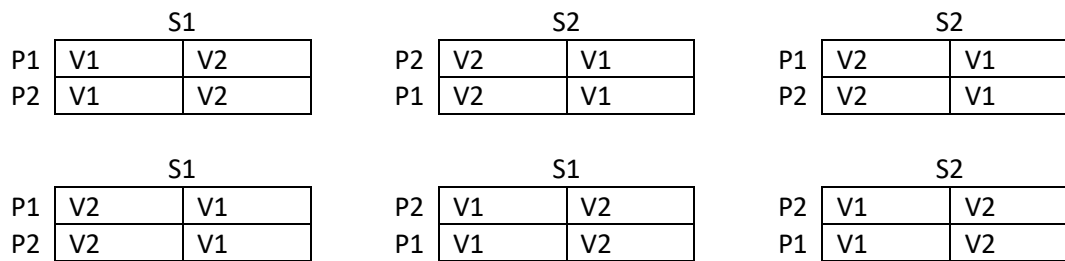 S1 S2 S2
P1 V1 V2 P2 V2 V1 P1 V2 V1
P2 V1 V2 P1 V2 V1 P2 V2 V1
S1 S1 S2
P1 V2 V1 P2 V1 V2 P2 V1 V2
P2 V2 V1 P1 V1 V2 P1 V1 V2